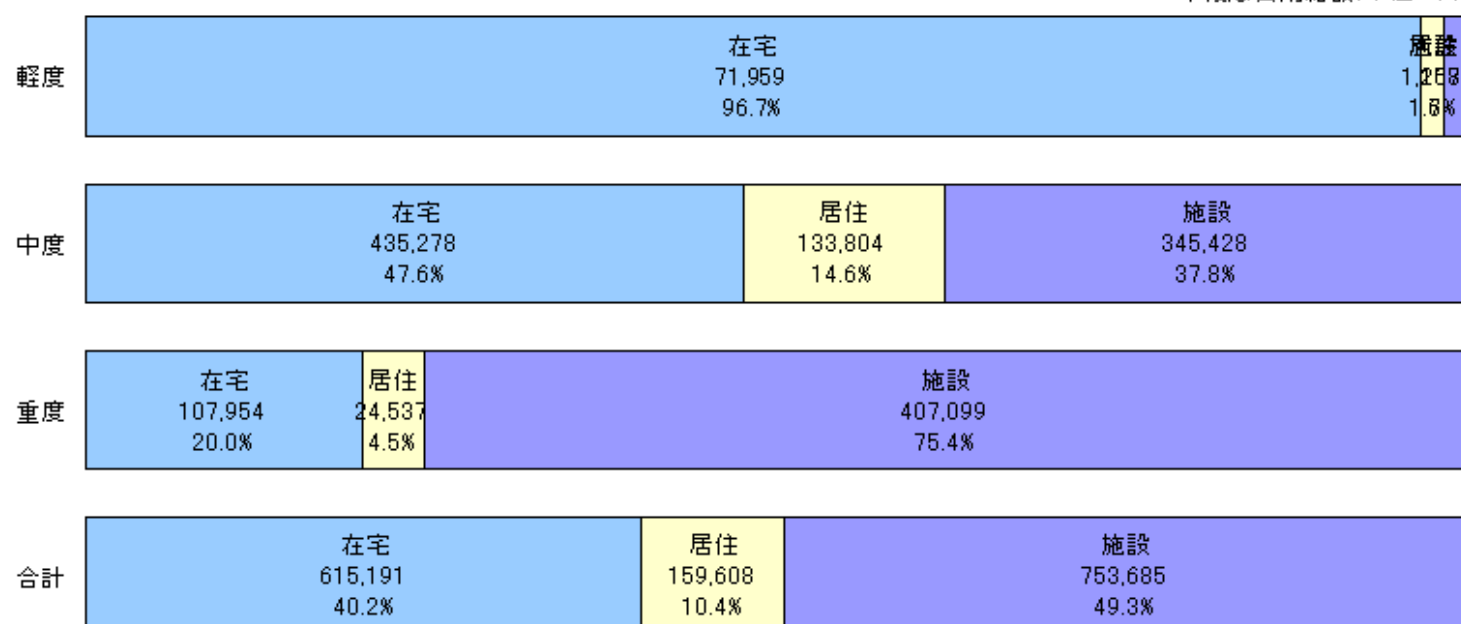 軽度
在宅
71,959
96.7%
中度
在宅
435,278
47.6%
居住
133,804
14.6%
施設
345,428
37.8%
重度
在宅
107,954
20.0%
居住
24,537
4.5%
施設
407,099
75.4%
合計
在宅
615,191
40.2%
居住
159,608
10.4%
施設
753,685
49.3%